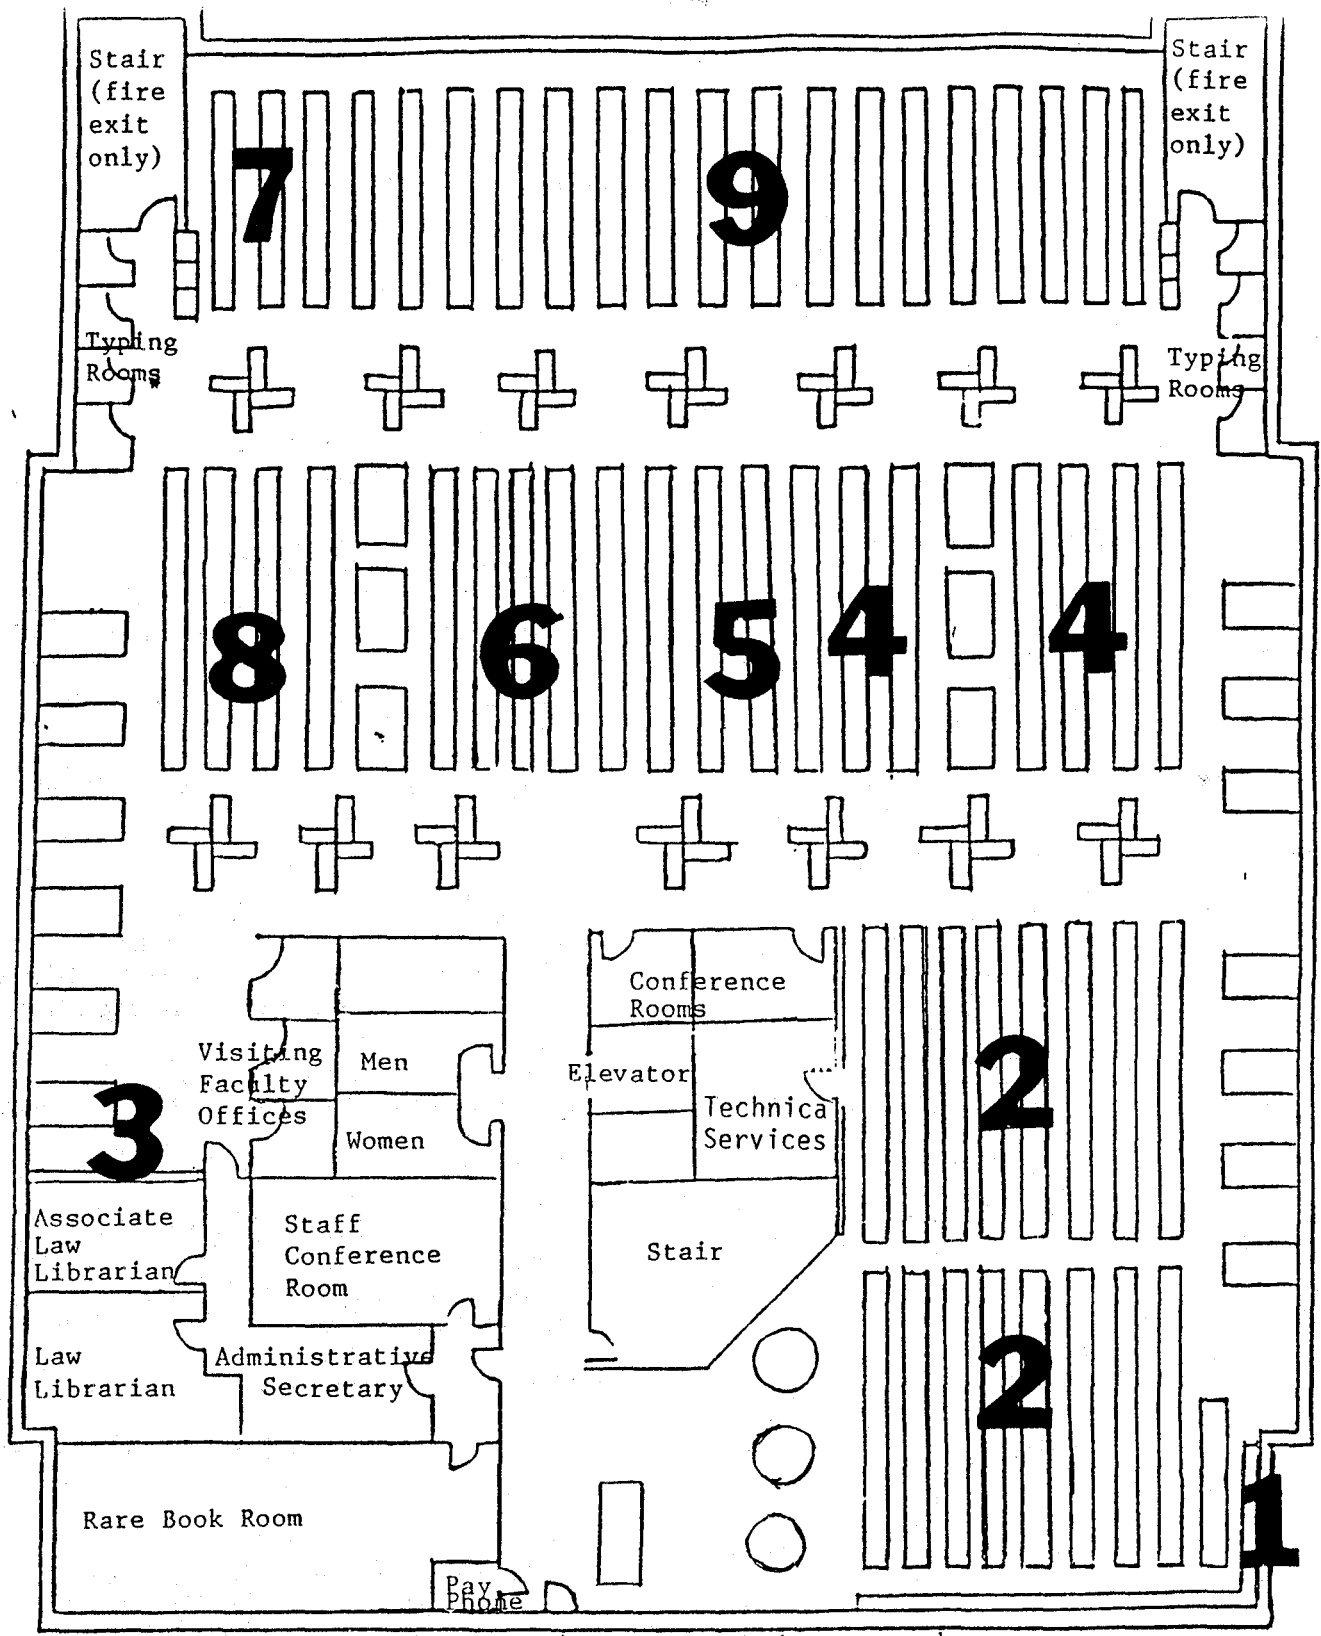 Stair
(fire
exit
only)
Stair
(fire
exit
only)
7
9
Typing
Rooms
Typing
Rooms
8
6
5
4
4
Conference
Rooms
Visiting
Faculty
Offices
Men
Women
Elevator
Technica
Services
2
3
Associate
Law
Librarian
Staff
Conference
Room
Stair
Law
Librarian
Administrative
Secretary
2
1
Rare Book Room
Pay
Phone